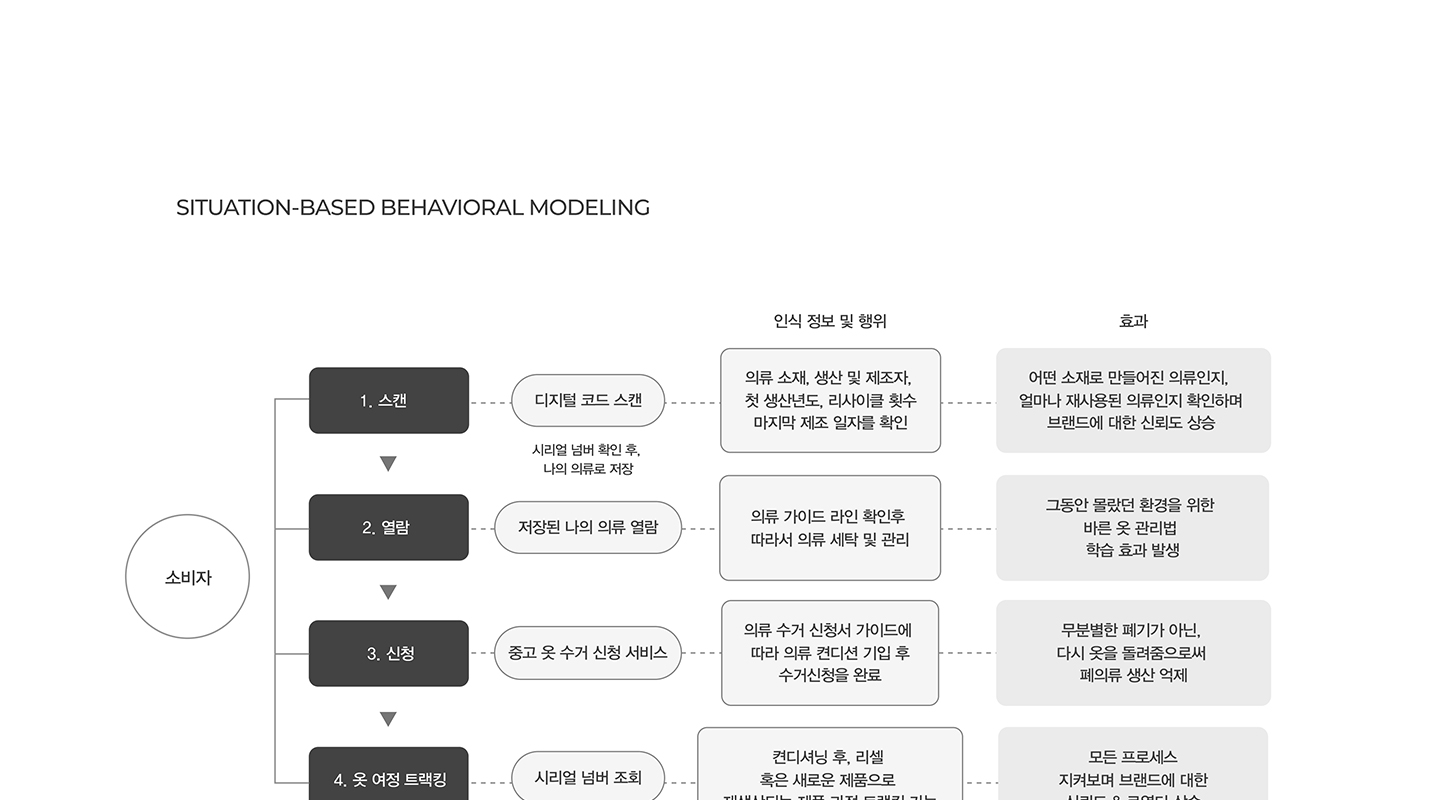 SITUATION-BASED BEHAVIORAL MODELING
인식 정보 및 행위
효과
소비자
1. 스캔
디지털 코드 스캔
시리얼 넘버 확인 후,
나의 의류로 저장
의류 소재, 생산 및 제조자,
첫 생산년도, 리사이클 횟수
마지막 제조 일자를 확인
어떤 소재로 만들어진 의류인지,
얼마나 재사용된 의류인지 확인하며
브랜드에 대한 신뢰도 상승
2. 열람
저장된 나의 의류 열람
의류 가이드 라인 확인후
따라서 의류 세탁 및 관리
그동안 몰랐던 환경을 위한
바른 옷 관리법
학습 효과 발생
3. 신청
중고 옷 수거 신청 서비스
의류 수거 신청서 가이드에
따라 의류 컨디션 기입 후
수거신청을 완료
무분별한 폐기가 아닌,
다시 옷을 돌려줌으로써
폐의류 생산 억제
4. 옷 여정 트랙킹
시리얼 넘버 조회
컨디셔닝 후, 리셀
혹은 새로운 제품으로
모든 프로세스
지켜보며 브랜드에 대한